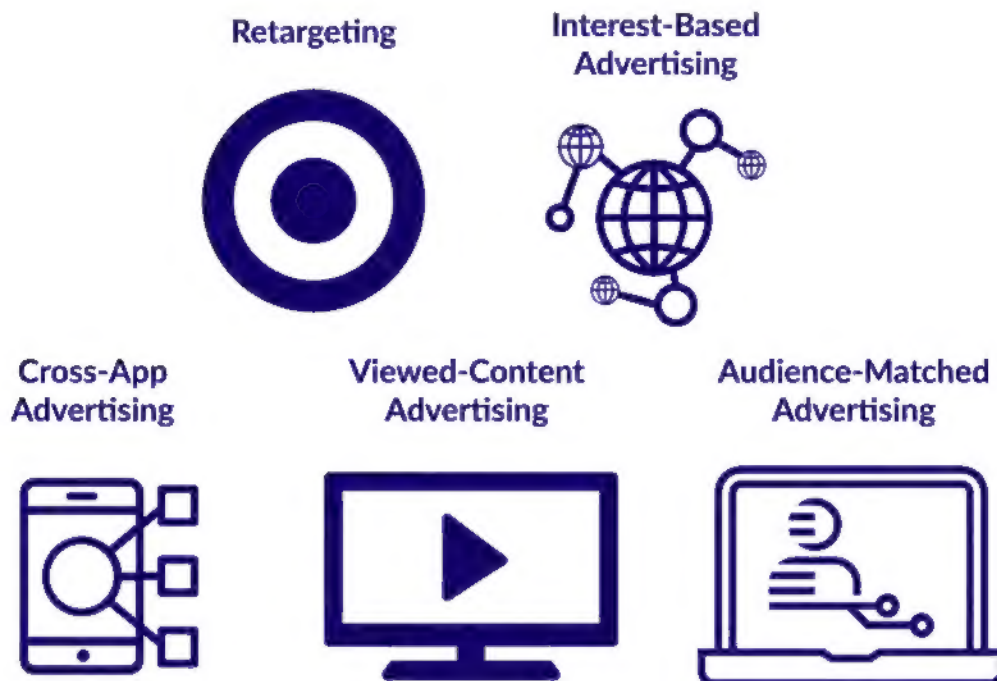 Retargeting
Interest-Based
Advertising
Cross-App
Advertising
Viewed-Content
Advertising
Audience-Matched
Advertising